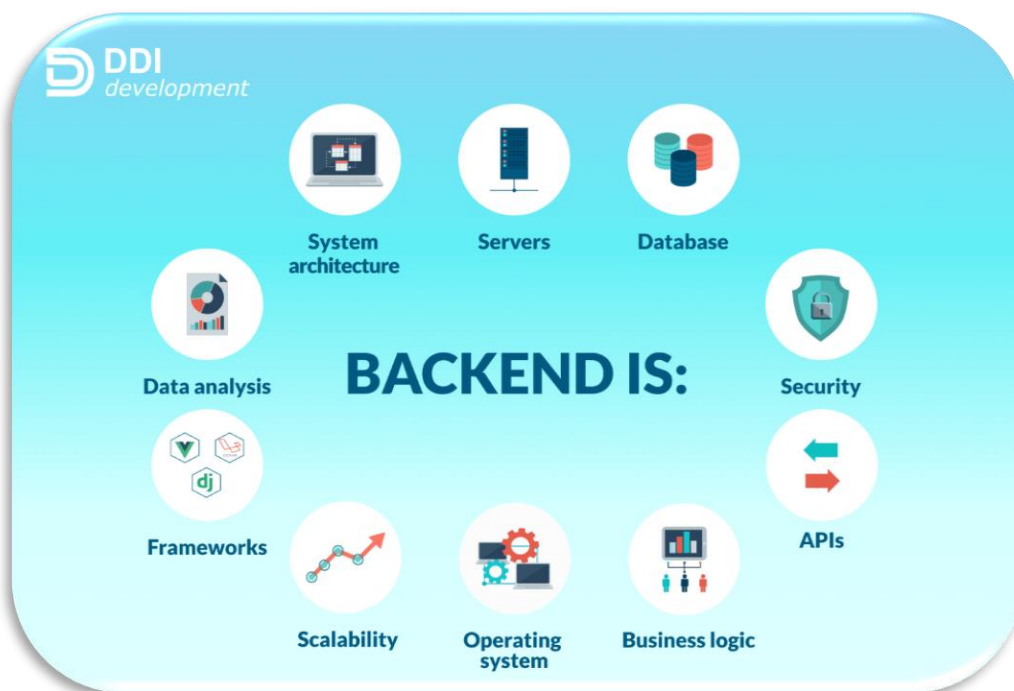 DDI
development
System
architecture
Servers
Database
Data analysis
BACKEND IS:
Security
dj
Frameworks
APIs
Scalability
Operating
system
Business logic